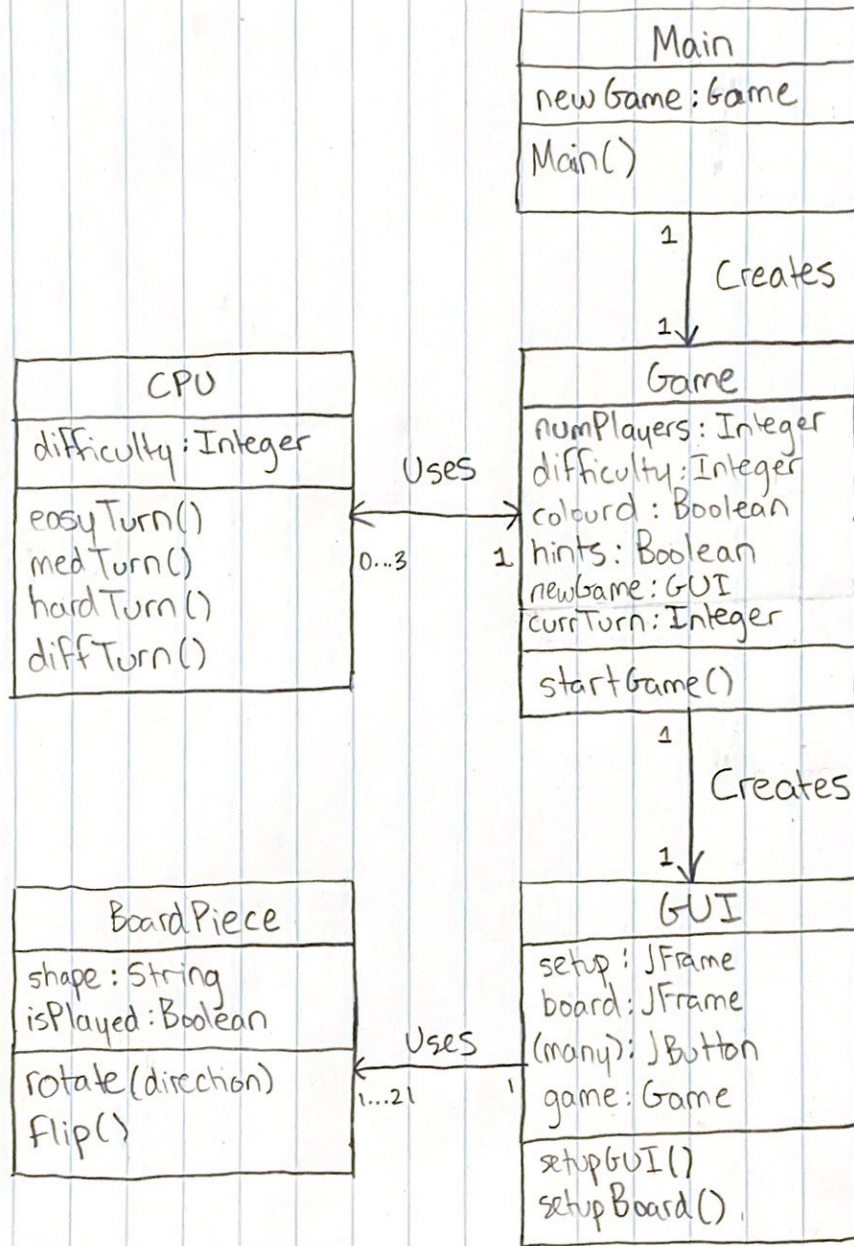 Main
newGame: Game
Main()
1
Creates
1
CPU
difficulty: Integer
easyTurn()
medTurn()
hardTurn()
diffTurn()
Uses
0...3
1
Game
numPlayers: Integer
difficulty: Integer
colourd: Boolean
hints: Boolean
newGame: GUI
currTurn: Integer
startGame()
1
Creates
1
BoardPiece
shape: String
isPlayed: Boolean
rotate(direction)
flip()
Uses
1...21
1
GUI
setup: JFrame
board: JFrame
(many): JButton
game: Game
setupGUI()
setupBoard()